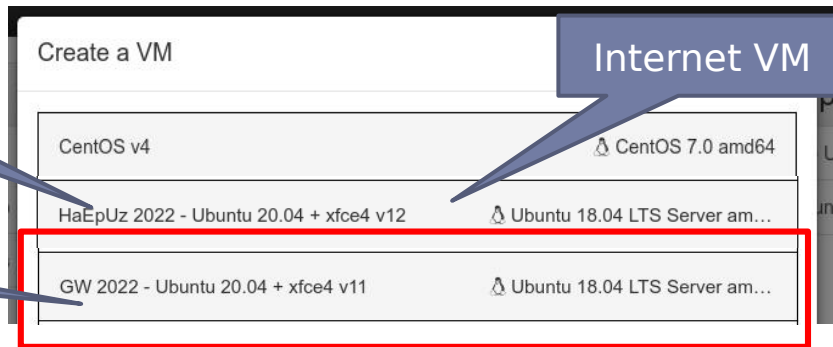 Create a VM
Internet VM
CentOS v4 CentOS 7.0 amd64
HaEpUz 2022 - Ubuntu 20.04 + xfce4 v12 Ubuntu 18.04 LTS Server am…
GW 2022 - Ubuntu 20.04 + xfce4 v11 Ubuntu 18.04 LTS Server am…